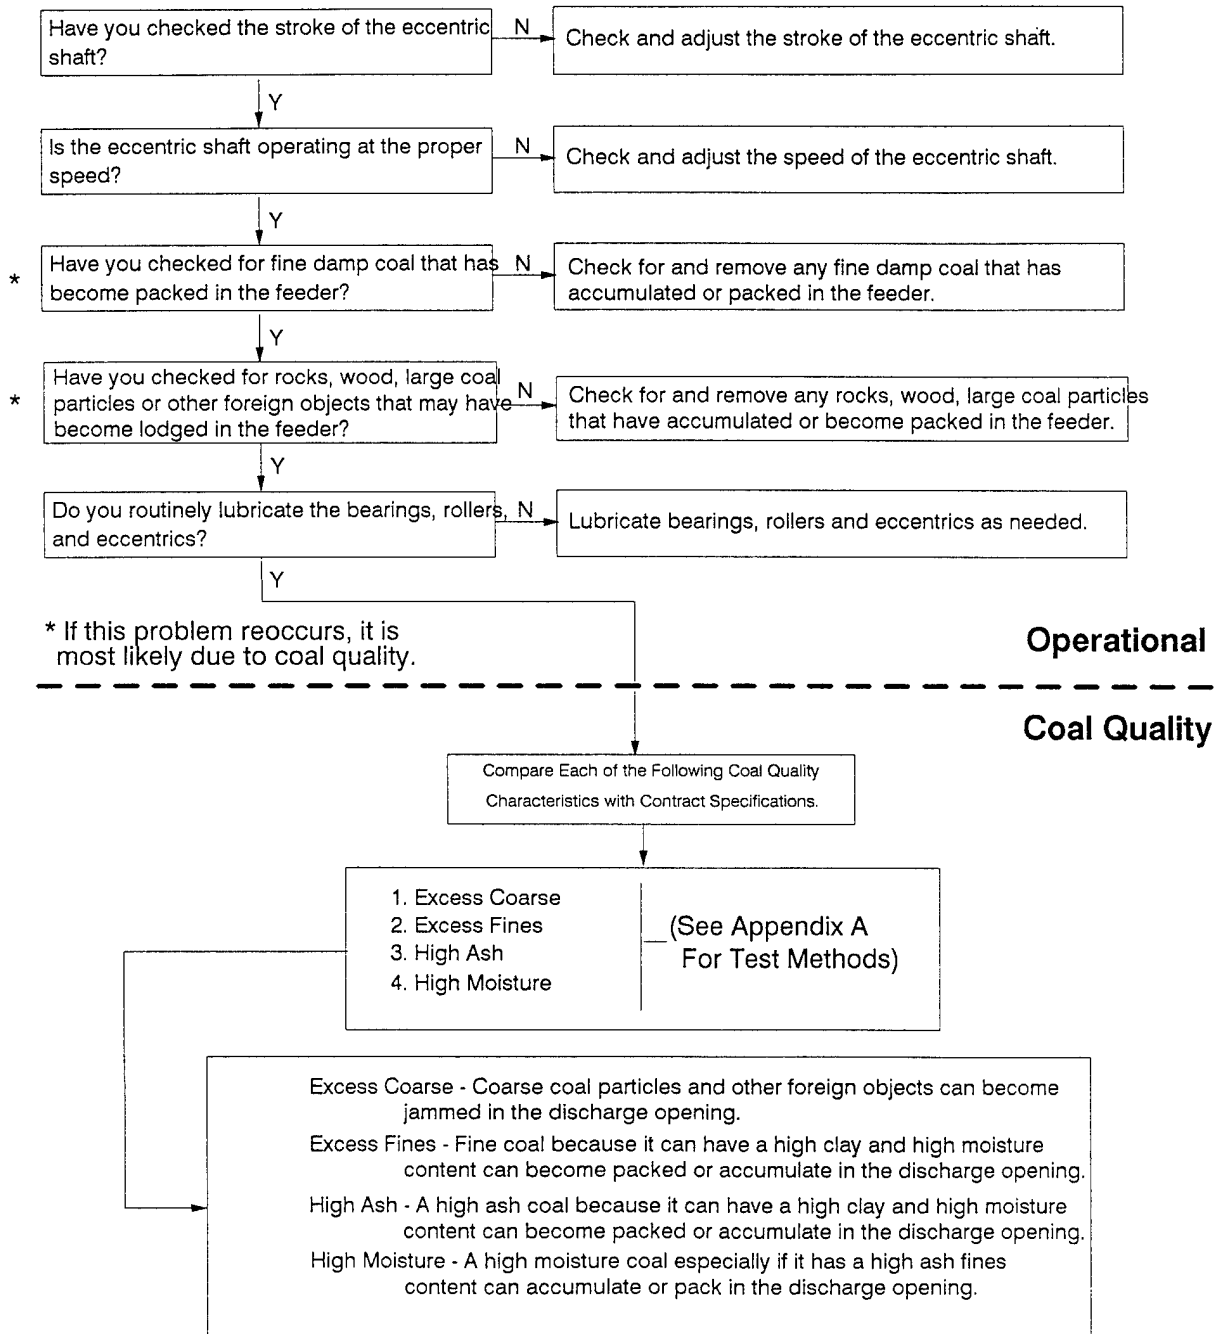 Have you checked the stroke of the eccentric
shaft?
N
Check and adjust the stroke of the eccentric shaft.
Y
Is the eccentric shaft operating at the proper
speed?
N
Check and adjust the speed of the eccentric shaft.
Y
*
Have you checked for fine damp coal that has
become packed in the feeder?
N
Check for and remove any fine damp coal that has
accumulated or packed in the feeder.
Y
*
Have you checked for rocks, wood, large coal
particles or other foreign objects that may have
become lodged in the feeder?
N
Check for and remove any rocks, wood, large coal particles
that have accumulated or become packed in the feeder.
Y
Do you routinely lubricate the bearings, rollers,
and eccentrics?
N
Lubricate bearings, rollers and eccentrics as needed.
Y
* If this problem reoccurs, it is
most likely due to coal quality.
Operational
Coal Quality
Compare Each of the Following Coal Quality
Characteristics with Contract Specifications.
1. Excess Coarse
2. Excess Fines
3. High Ash
4. High Moisture
(See Appendix A
For Test Methods)
Excess Coarse - Coarse coal particles and other foreign objects can become
jammed in the discharge opening.
Excess Fines - Fine coal because it can have a high clay and high moisture
content can become packed or accumulate in the discharge opening.
High Ash - A high ash coal because it can have a high clay and high moisture
content can become packed or accumulate in the discharge opening.
High Moisture - A high moisture coal especially if it has a high ash fines
content can accumulate or pack in the discharge opening.